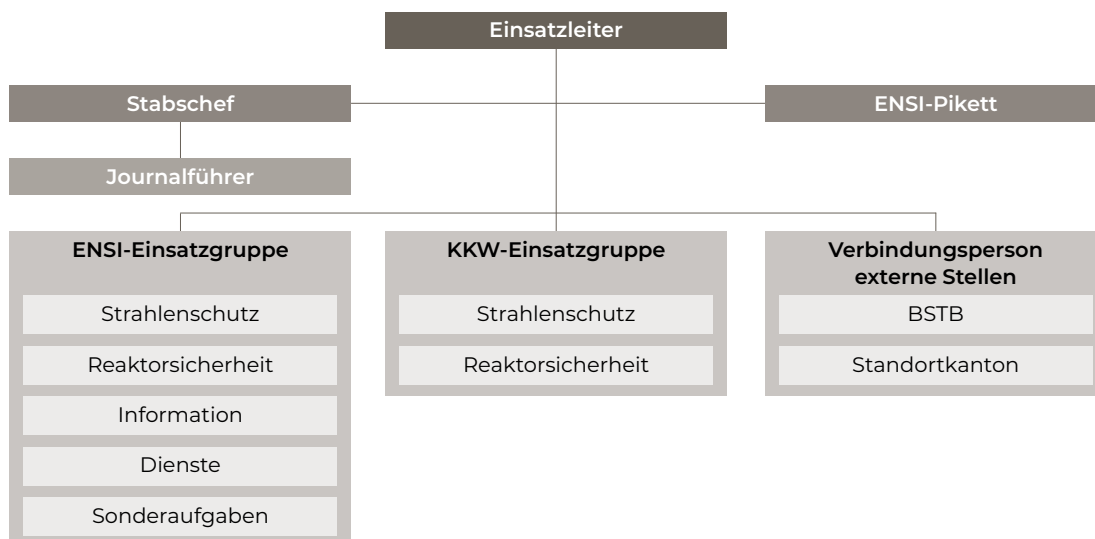 Einsatzleiter
Stabschef
ENSI-Pikett
Journalführer
ENSI-Einsatzgruppe
Strahlenschutz
Reaktorsicherheit
Information
Dienste
Sonderaufgaben
KKW-Einsatzgruppe
Strahlenschutz
Reaktorsicherheit
Verbindungsperson
externe Stellen
BSTB
Standortkanton